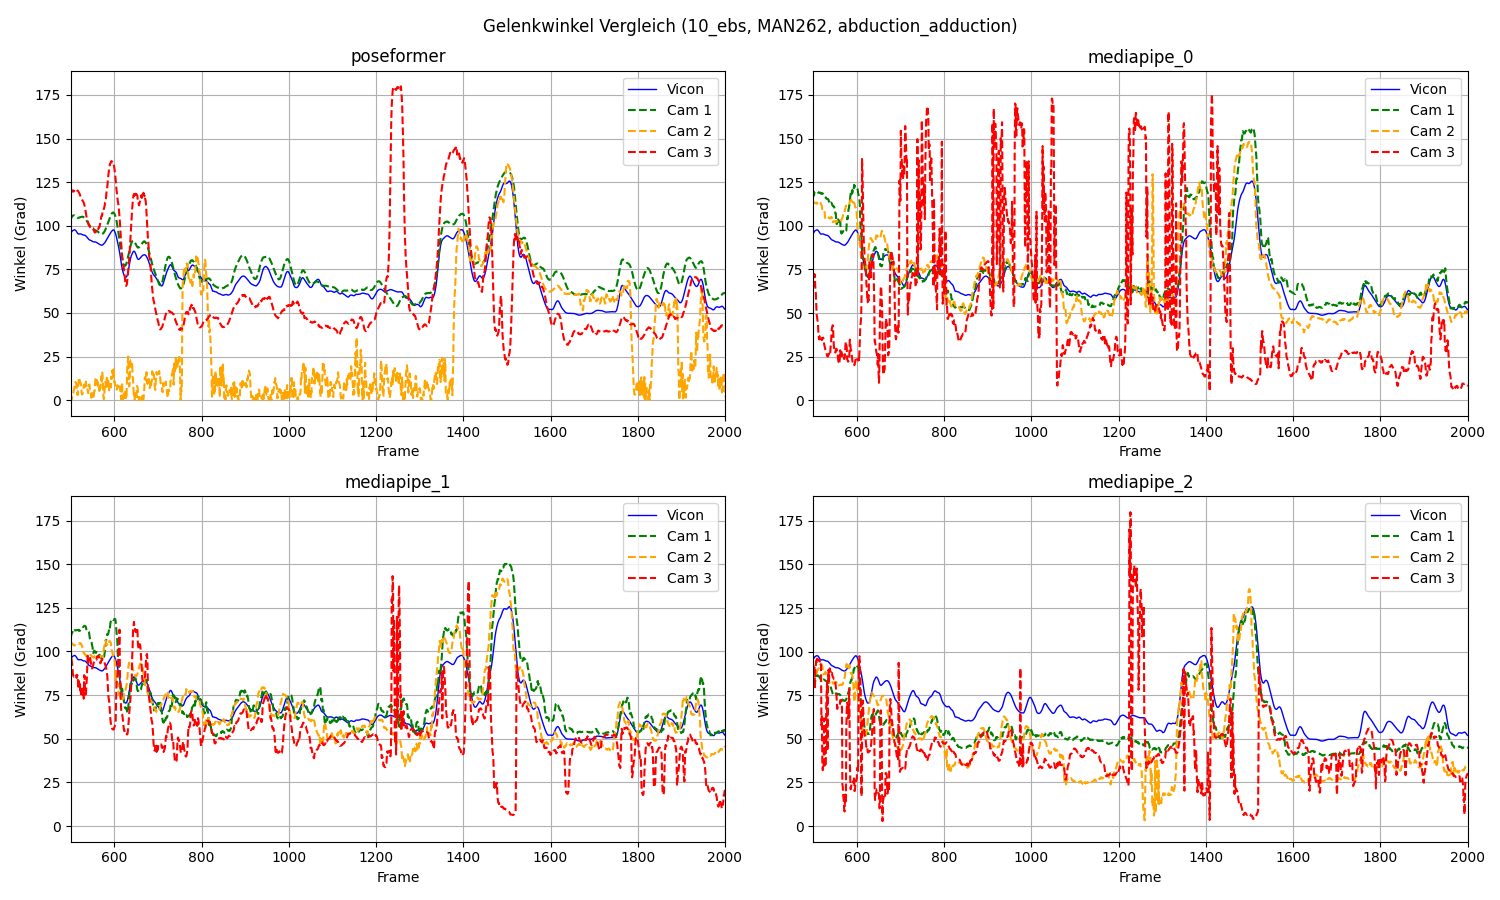 Gelenkwinkel Vergleich (10_ebs, MAN262, abduction_adduction)
poseformer
Winkel (Grad)
175
150
125
100
75
50
25
0
600 800 1000 1200 1400 1600 1800 2000
Frame
Vicon
Cam 1
Cam 2
Cam 3
mediapipe_0
Winkel (Grad)
175
150
125
100
75
50
25
0
600 800 1000 1200 1400 1600 1800 2000
Frame
Vicon
Cam 1
Cam 2
Cam 3
mediapipe_1
Winkel (Grad)
175
150
125
100
75
50
25
0
600 800 1000 1200 1400 1600 1800 2000
Frame
Vicon
Cam 1
Cam 2
Cam 3
mediapipe_2
Winkel (Grad)
175
150
125
100
75
50
25
0
600 800 1000 1200 1400 1600 1800 2000
Frame
Vicon
Cam 1
Cam 2
Cam 3